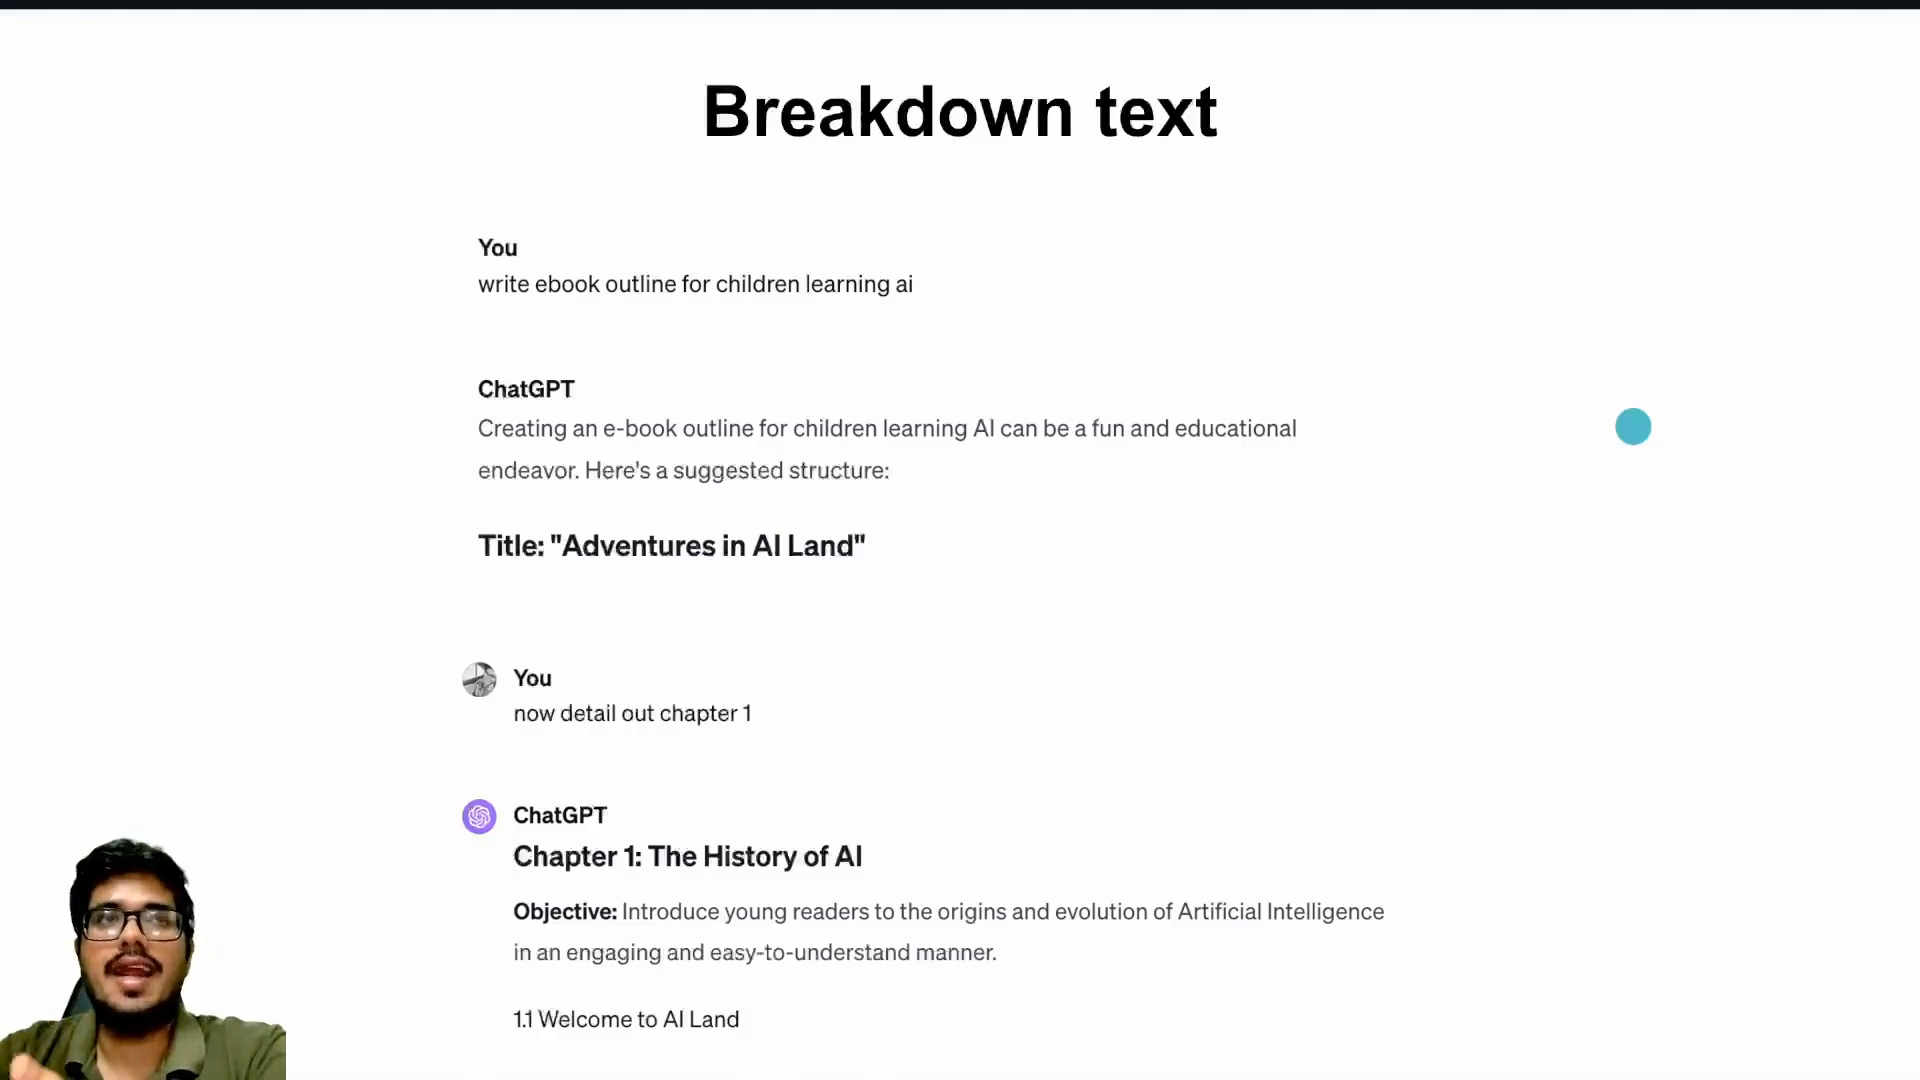 Breakdown text
You
write ebook outline for children learning ai
ChatGPT
Creating an e-book outline for children learning AI can be a fun and educational
endeavor. Here's a suggested structure:
Title: "Adventures in AI Land"
You
now detail out chapter 1
ChatGPT
Chapter 1: The History of AI
Objective: Introduce young readers to the origins and evolution of Artificial Intelligence
in an engaging and easy-to-understand manner.
1.1 Welcome to AI Land